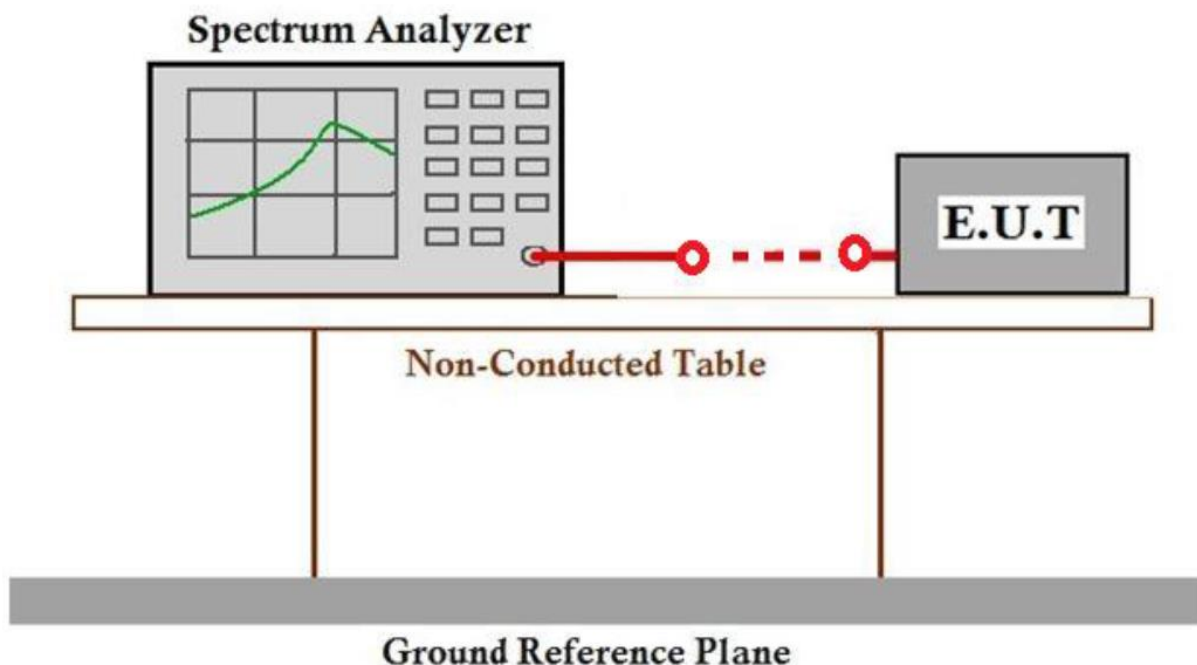 Spectrum Analyzer
E.U.T
Non-Conducted Table
Ground Reference Plane